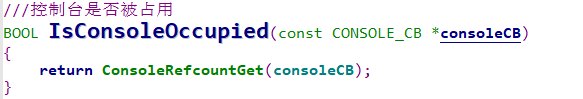 ///控制台是否被占用
BOOL IsConsoleOccupied(const CONSOLE_CB *consoleCB)
{
    return ConsoleRefcountGet(consoleCB);
}